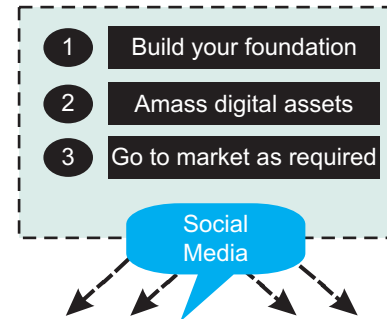 1 Build your foundation
2 Amass digital assets
3 Go to market as required
Social
Media